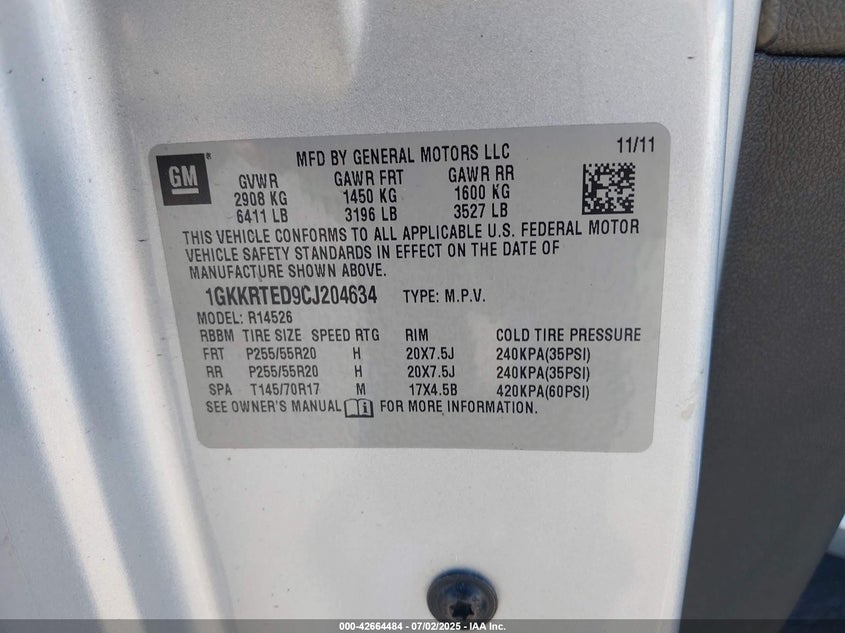 GM®
MFD BY GENERAL MOTORS LLC
11/11
GVWR GAWR FRT GAWR RR
2908 KG 1450 KG 1600 KG
6411 LB 3196 LB 3527 LB
THIS VEHICLE CONFORMS TO ALL APPLICABLE U.S. FEDERAL MOTOR
VEHICLE SAFETY STANDARDS IN EFFECT ON THE DATE OF
MANUFACTURE SHOWN ABOVE.
1GKKRTED9CJ204634 TYPE: M.P.V.
MODEL: R14526
RBBM TIRE SIZE SPEED RTG RIM COLD TIRE PRESSURE
FRT P255/55R20 H 20X7.5J 240KPA(35PSI)
RR P255/55R20 H 20X7.5J 240KPA(35PSI)
SPA T145/70R17 M 17X4.5B 420KPA(60PSI)
SEE OWNER'S MANUAL FOR MORE INFORMATION.
000-42664484 - 07/02/2025 - IAA Inc.